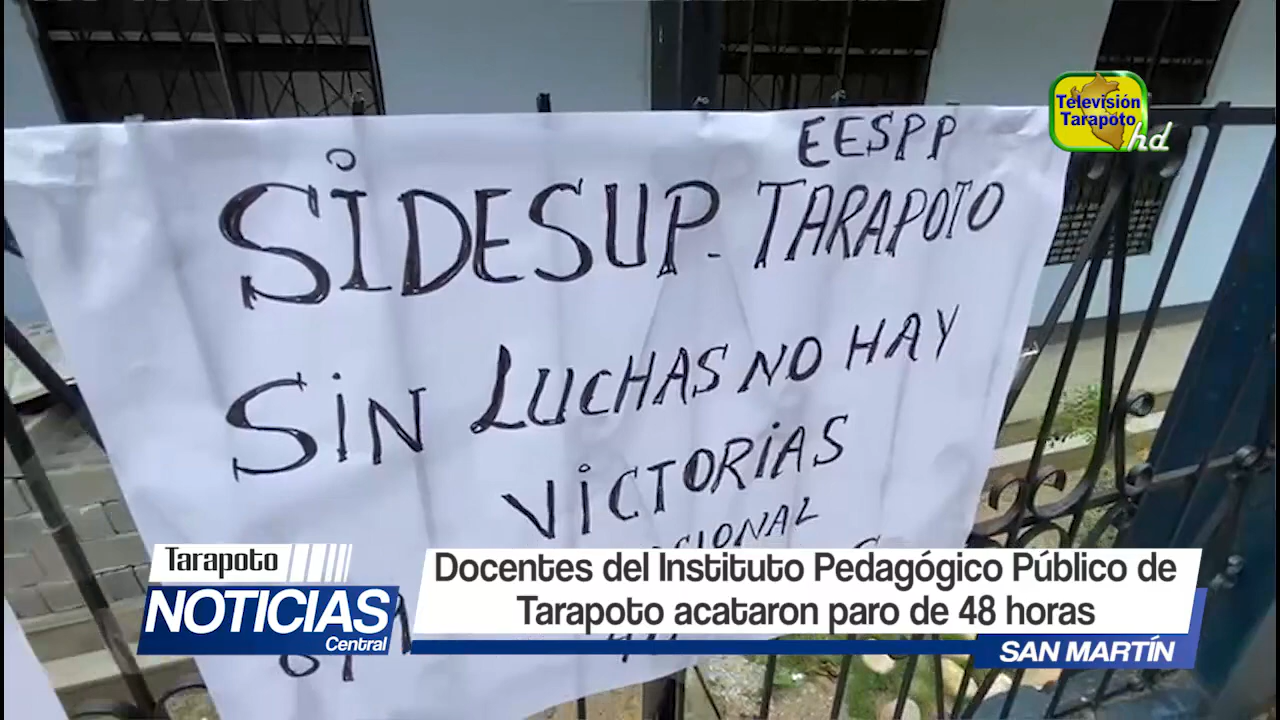 Televisión
Tarapoto
hd
EESPP
SIDESUP - TARAPOTO
SIN LUCHAS NO HAY
VICTORIAS
Tarapoto
NOTICIAS
Central
Docentes del Instituto Pedagógico Público de
Tarapoto acataron paro de 48 horas
SAN MARTÍN